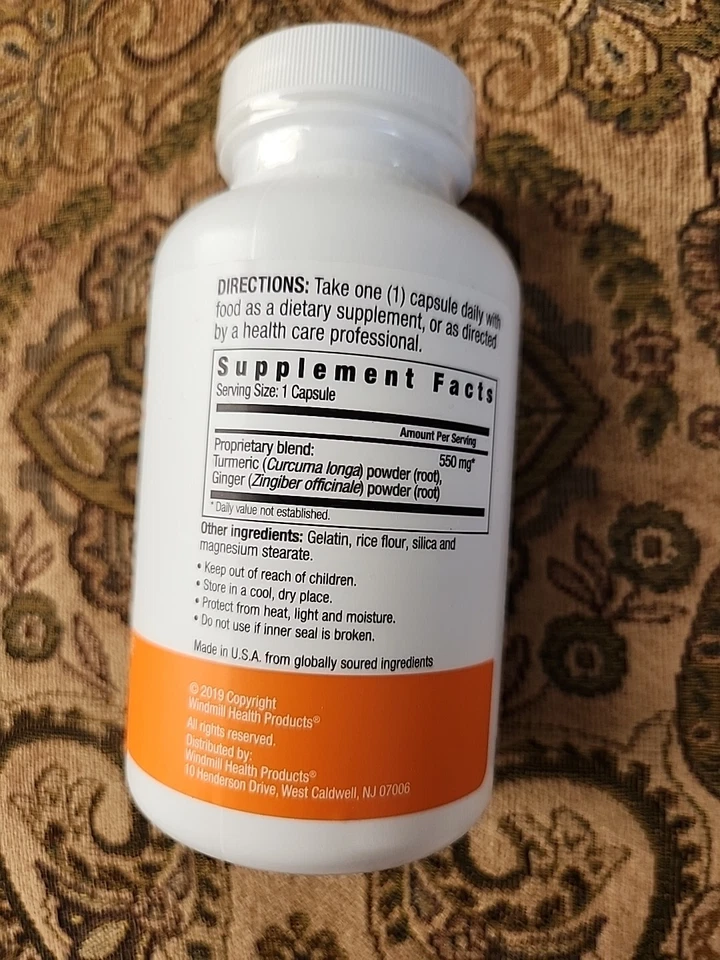 DIRECTIONS: Take one (1) capsule daily with
food as a dietary supplement, or as directed
by a health care professional.
Supplement Facts
Serving Size: 1 Capsule
Amount Per Serving
Proprietary blend: 550 mg*
Turmeric (Curcuma longa) powder (root),
Ginger (Zingiber officinale) powder (root)
* Daily value not established.
Other ingredients: Gelatin, rice flour, silica and
magnesium stearate.
• Keep out of reach of children.
• Store in a cool, dry place.
• Protect from heat, light and moisture.
• Do not use if inner seal is broken.
Made in U.S.A. from globally soured ingredients
© 2019 Copyright
Windmill Health Products®
All rights reserved.
Distributed by:
Windmill Health Products®
10 Henderson Drive, West Caldwell, NJ 07006